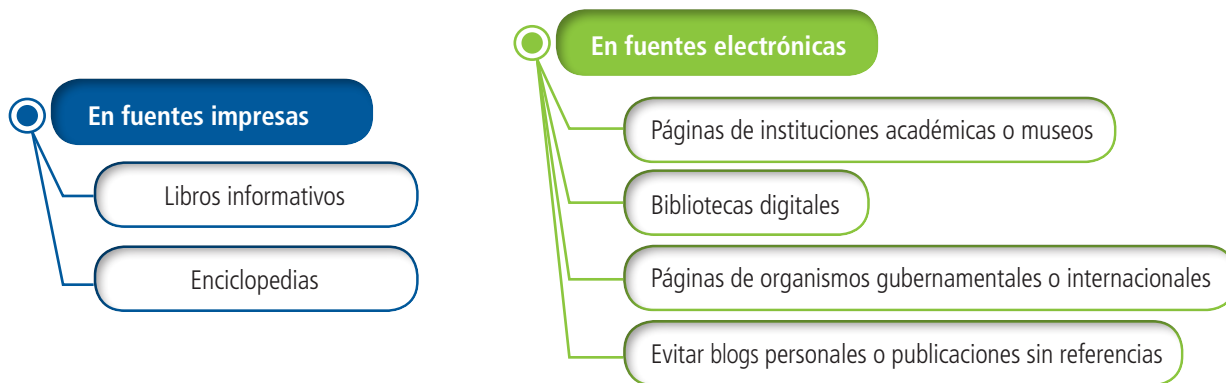 En fuentes impresas
Libros informativos
Enciclopedias
En fuentes electrónicas
Páginas de instituciones académicas o museos
Bibliotecas digitales
Páginas de organismos gubernamentales o internacionales
Evitar blogs personales o publicaciones sin referencias